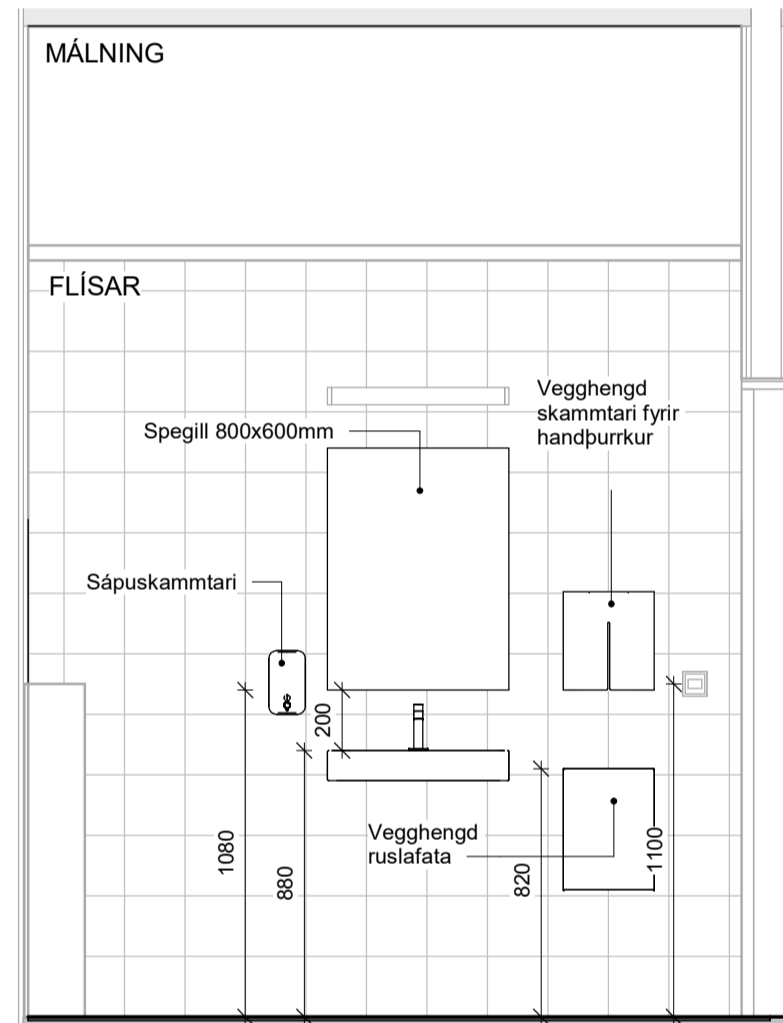 MÁLNING
FLÍSAR
Vegghengd
skammtari fyrir
handþurrkur
Spegill 800x600mm
Sápuskammtari
200
Vegghengd
ruslafata
1080
880
820
1100